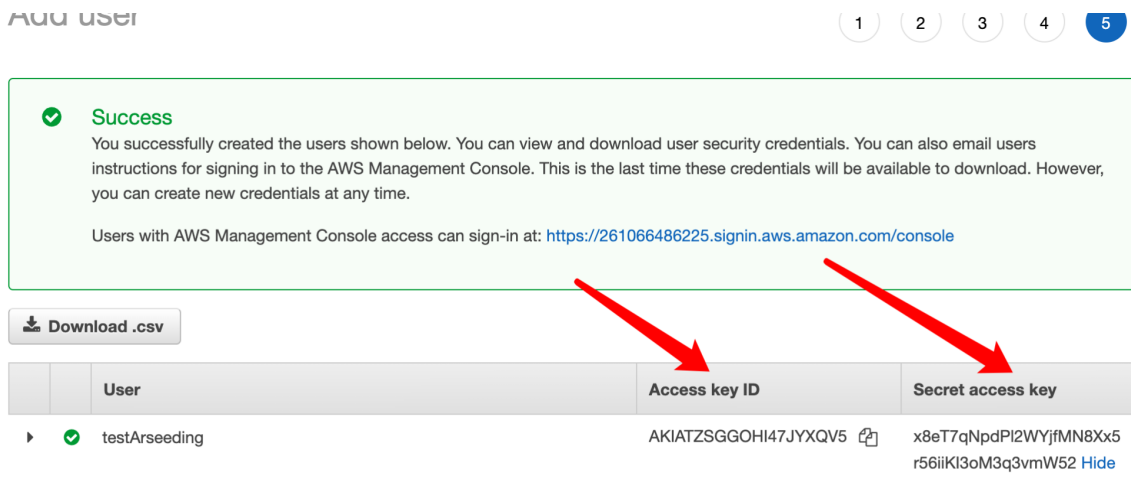 Add user
1 2 3 4 5
Success
You successfully created the users shown below. You can view and download user security credentials. You can also email users
instructions for signing in to the AWS Management Console. This is the last time these credentials will be available to download. However,
you can create new credentials at any time.
Users with AWS Management Console access can sign-in at: https://261066486225.signin.aws.amazon.com/console
Download .csv
User Access key ID Secret access key
testArseeding AKIATZSGGOHI47JYXQV5 x8eT7qNpdPl2WYjfMN8Xx5
r56iiKl3oM3q3vmW52 Hide